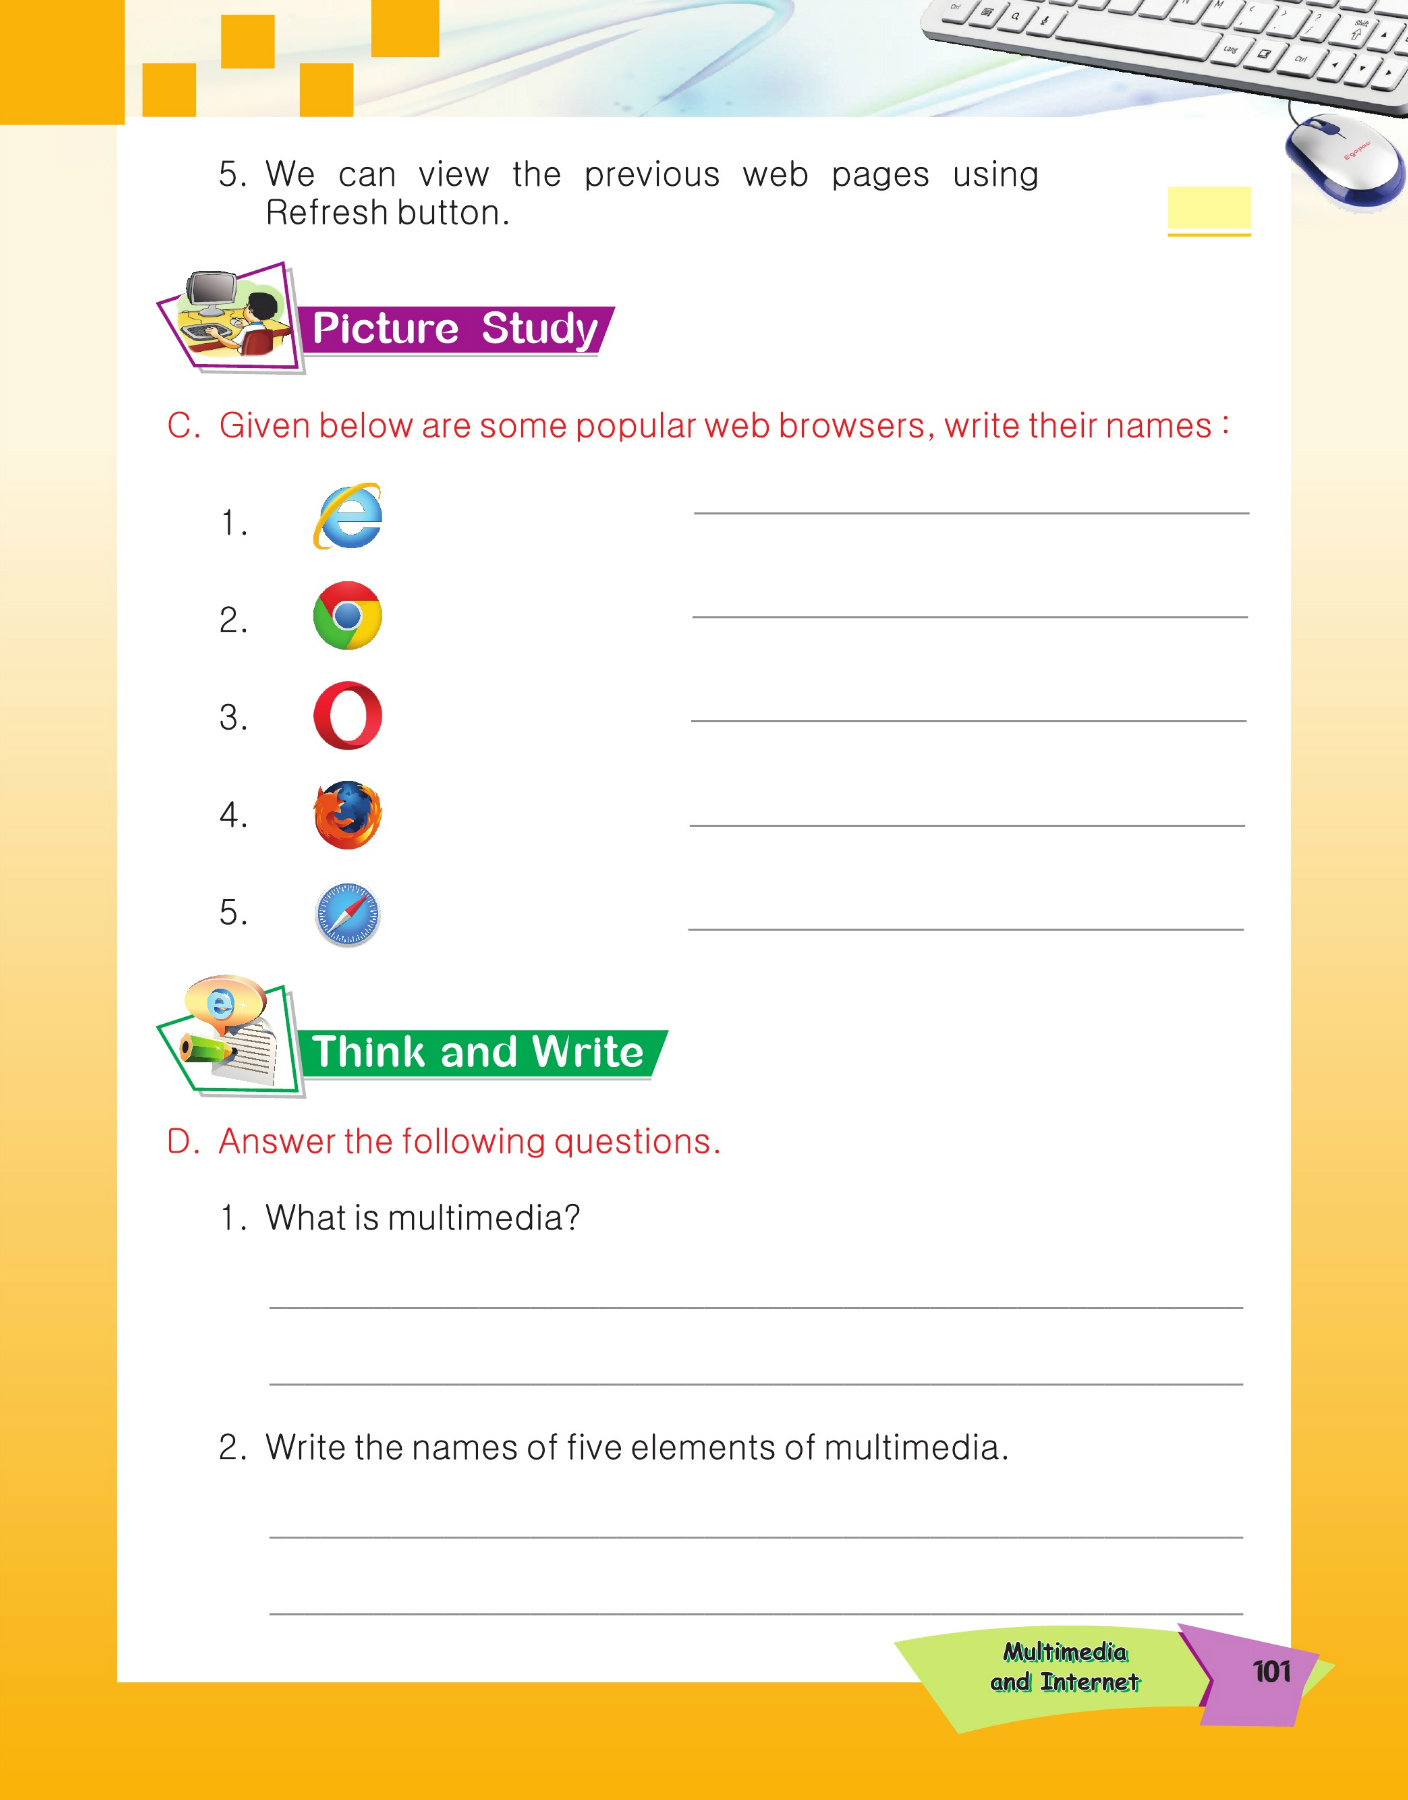 5. We can view the previous web pages using
Refresh button.
Picture Study
C. Given below are some popular web browsers, write their names :
1.
2.
3.
4.
5.
Think and Write
D. Answer the following questions.
1. What is multimedia?
2. Write the names of five elements of multimedia.
Multimedia
and Internet
101